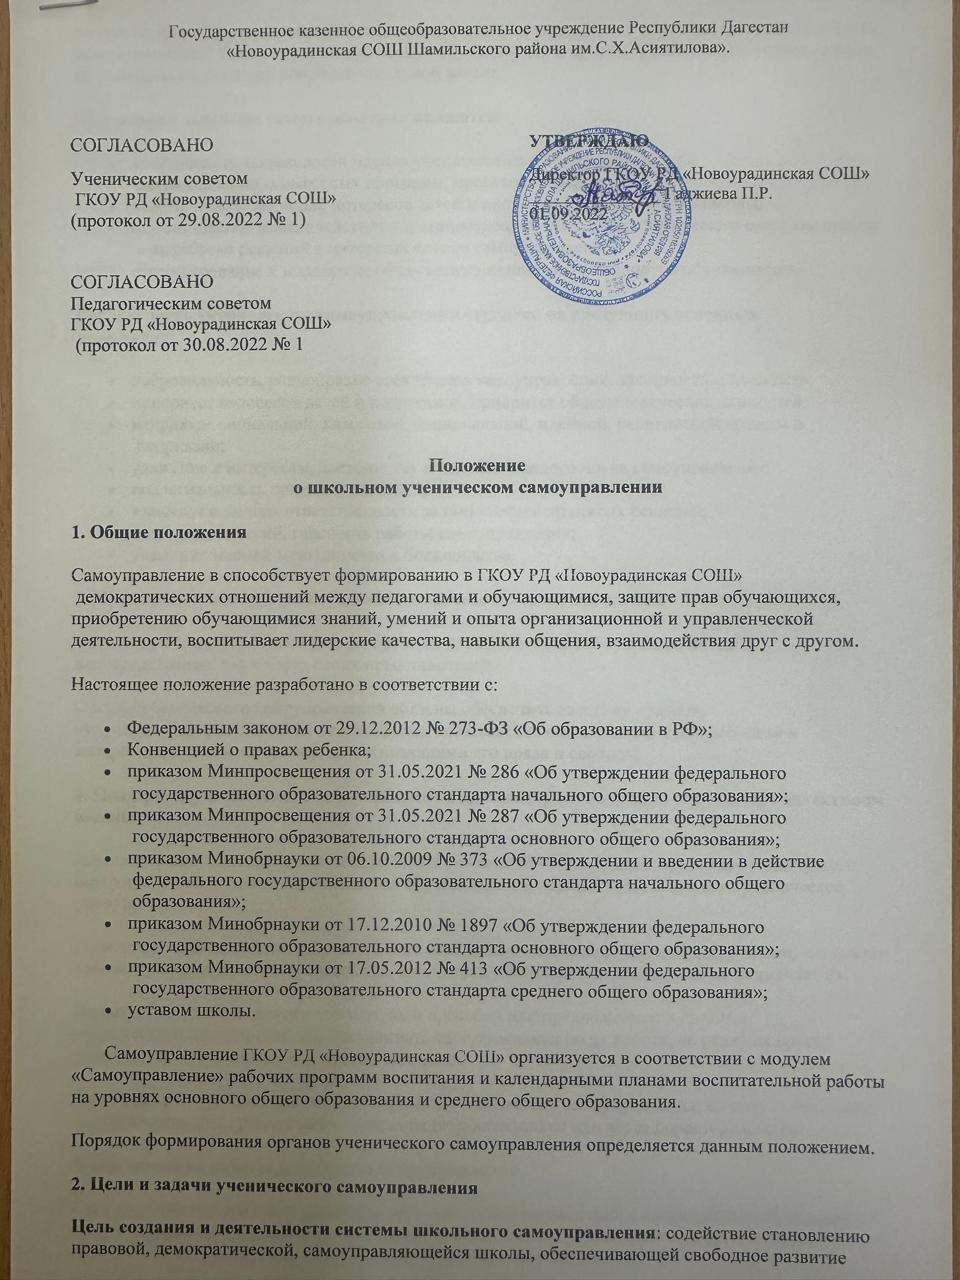 Государственное казенное общеобразовательное учреждение Республики Дагестан
«Новоурадинская СОШ Шамильского района им.С.Х.Асиятилова».
СОГЛАСОВАНО
Ученическим советом
ГКОУ РД «Новоурадинская СОШ»
(протокол от 29.08.2022 № 1)
УТВЕРЖДАЮ
Директор ГКОУ РД «Новоурадинская СОШ»
Гаджиева П.Р.
01.09.2022
СОГЛАСОВАНО
Педагогическим советом
ГКОУ РД «Новоурадинская СОШ»
(протокол от 30.08.2022 № 1
Положение
о школьном ученическом самоуправлении
1. Общие положения
Самоуправление в способствует формированию в ГКОУ РД «Новоурадинская СОШ»
демократических отношений между педагогами и обучающимися, защите прав обучающихся,
приобретению обучающимися знаний, умений и опыта организационной и управленческой
деятельности, воспитывает лидерские качества, навыки общения, взаимодействия друг с другом.
Настоящее положение разработано в соответствии с:
• Федеральным законом от 29.12.2012 № 273-ФЗ «Об образовании в РФ»;
• Конвенцией о правах ребенка;
• приказом Минпросвещения от 31.05.2021 № 286 «Об утверждении федерального
государственного образовательного стандарта начального общего образования»;
• приказом Минпросвещения от 31.05.2021 № 287 «Об утверждении федерального
государственного образовательного стандарта основного общего образования»;
• приказом Минобрнауки от 06.10.2009 № 373 «Об утверждении и введении в действие
федерального государственного образовательного стандарта начального общего
образования»;
• приказом Минобрнауки от 17.12.2010 № 1897 «Об утверждении федерального
государственного образовательного стандарта основного общего образования»;
• приказом Минобрнауки от 17.05.2012 № 413 «Об утверждении федерального
государственного образовательного стандарта среднего общего образования»;
• уставом школы.
Самоуправление ГКОУ РД «Новоурадинская СОШ» организуется в соответствии с модулем
«Самоуправление» рабочих программ воспитания и календарными планами воспитательной работы
на уровнях основного общего образования и среднего общего образования.
Порядок формирования органов ученического самоуправления определяется данным положением.
2. Цели и задачи ученического самоуправления
Цель создания и деятельности системы школьного самоуправления: содействие становлению
правовой, демократической, самоуправляющейся школы, обеспечивающей свободное развитие